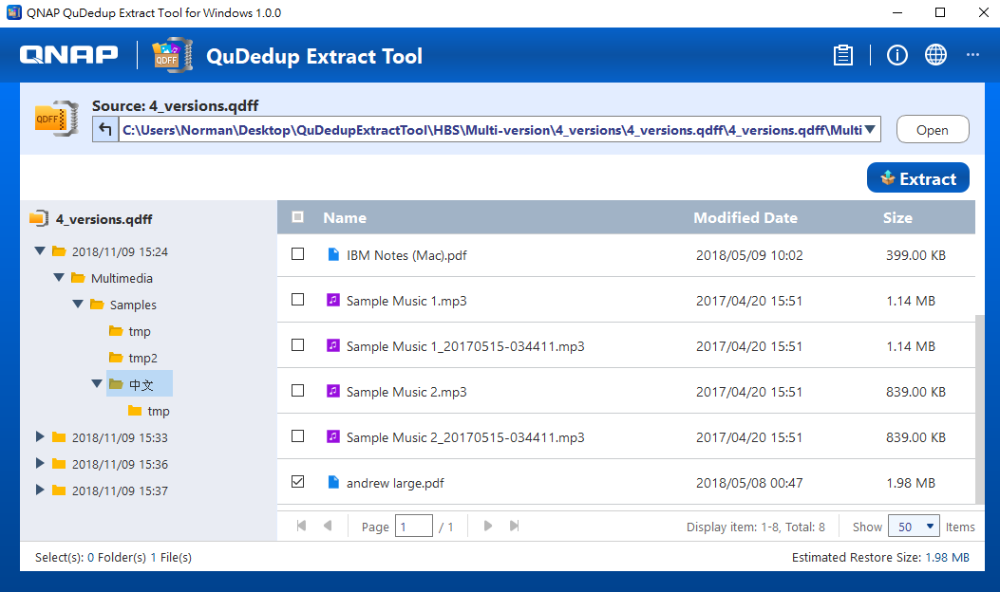 QNAP QuDedup Extract Tool for Windows 1.0.0
QNAP QDFF QuDedup Extract Tool
QDFF
Source: 4_versions.qdff
C:\Users\Norman\Desktop\QuDedupExtractTool\HBS\Multi-version\4_versions\4_versions.qdff\4_versions.qdff\Multi
Open
Extract
4_versions.qdff
2018/11/09 15:24
Multimedia
Samples
tmp
tmp2
中文
tmp
2018/11/09 15:33
2018/11/09 15:36
2018/11/09 15:37
Name Modified Date Size
IBM Notes (Mac).pdf 2018/05/09 10:02 399.00 KB
Sample Music 1.mp3 2017/04/20 15:51 1.14 MB
Sample Music 1_20170515-034411.mp3 2017/04/20 15:51 1.14 MB
Sample Music 2.mp3 2017/04/20 15:51 839.00 KB
Sample Music 2_20170515-034411.mp3 2017/04/20 15:51 839.00 KB
andrew large.pdf 2018/05/08 00:47 1.98 MB
Page 1 / 1 Display item: 1-8, Total: 8 Show 50 Items
Select(s): 0 Folder(s) 1 File(s) Estimated Restore Size: 1.98 MB